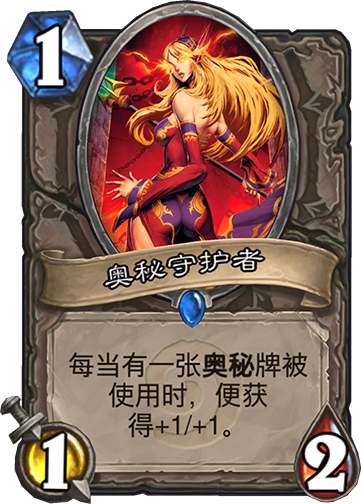 1
奥秘守护者
每当有一张奥秘牌被
使用时，便获
得+1/+1。
1
2